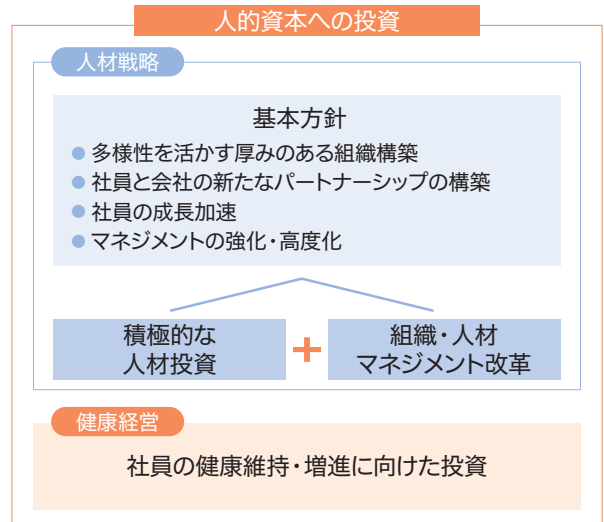 人的資本への投資
人材戦略
基本方針
● 多様性を活かす厚みのある組織構築
● 社員と会社の新たなパートナーシップの構築
● 社員の成長加速
● マネジメントの強化・高度化
積極的な
人材投資
+
組織・人材
マネジメント改革
健康経営
社員の健康維持・増進に向けた投資